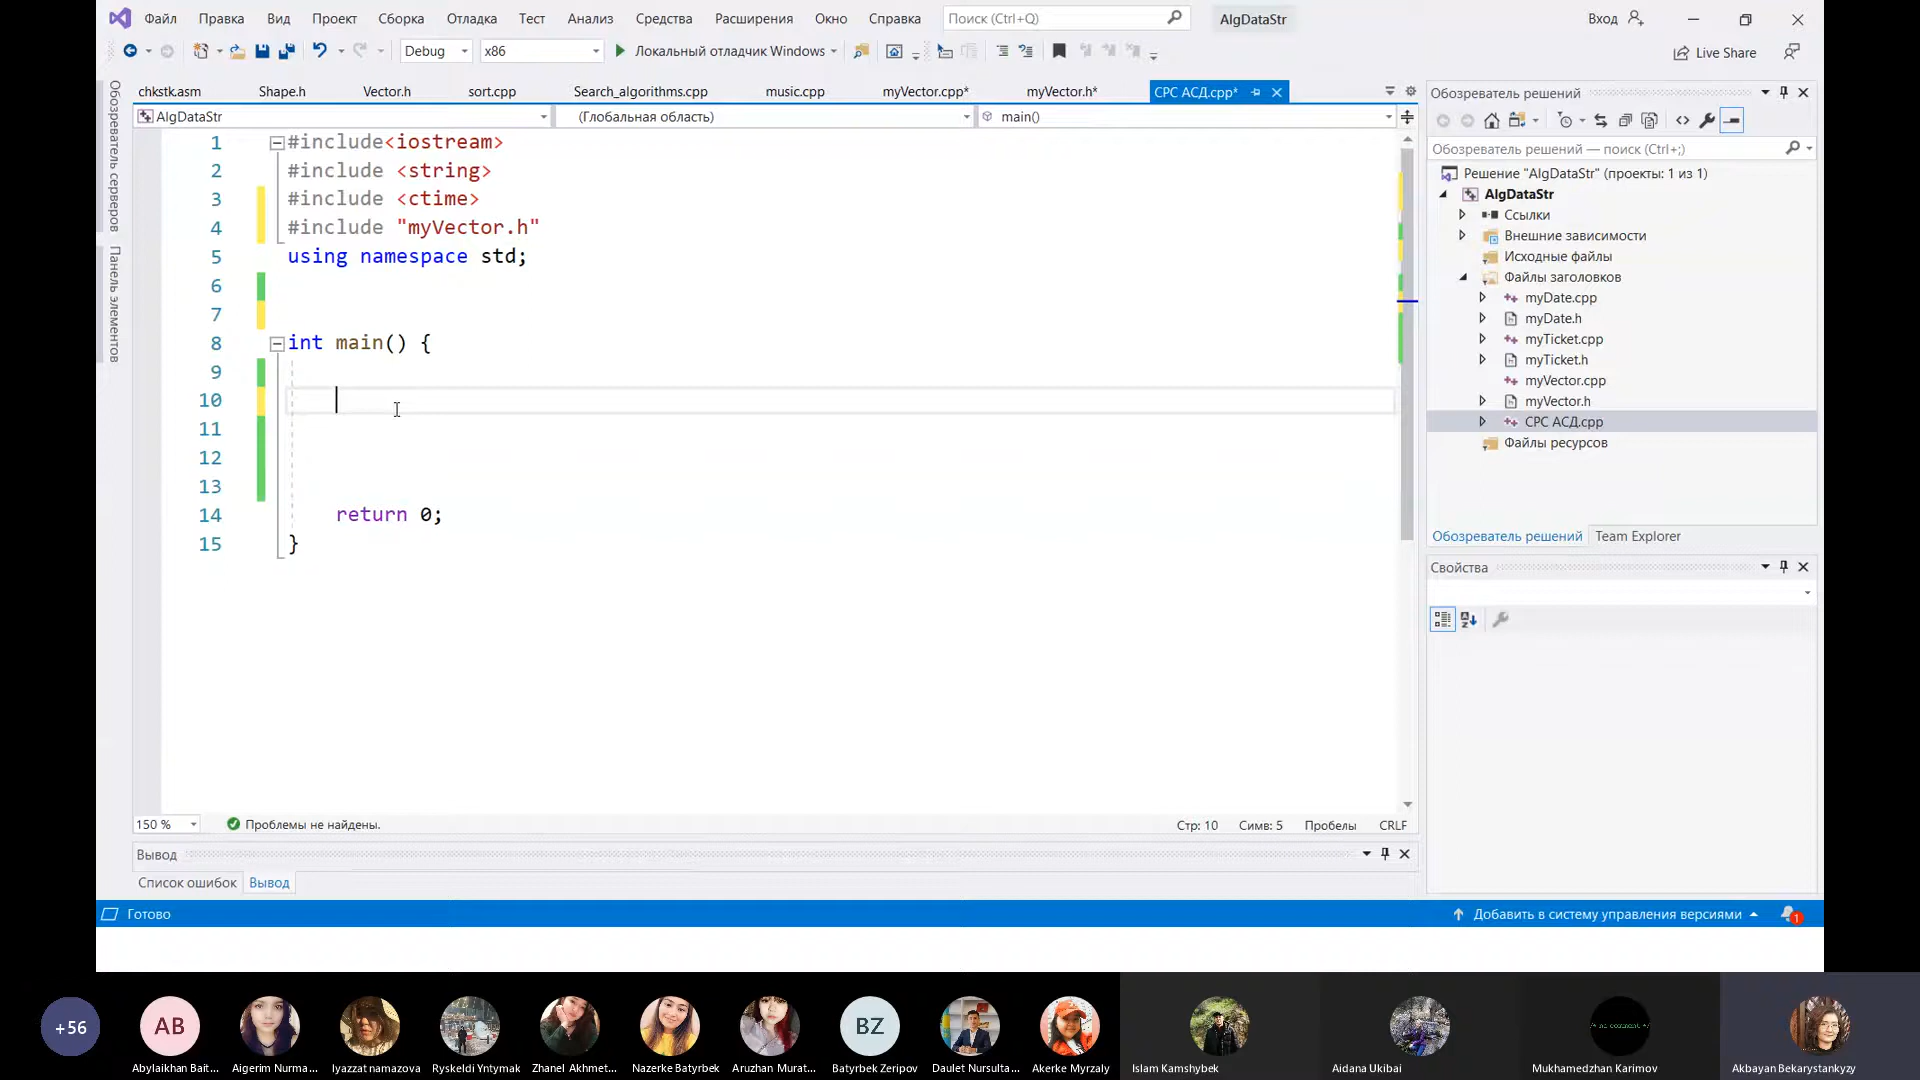 Файл Правка Вид Проект Сборка Отладка Тест Анализ Средства Расширения Окно Справка Поиск (Ctrl+Q) AlgDataStr Вход
Debug x86 Локальный отладчик Windows Live Share
chkstk.asm Shape.h Vector.h sort.cpp Search_algorithms.cpp music.cpp myVector.cpp* myVector.h* СРС АСД.cpp*
AlgDataStr (Глобальная область) main()
Обозреватель серверов
Панель элементов
1 #include<iostream>
2 #include <string>
3 #include <ctime>
4 #include "myVector.h"
5 using namespace std;
6
7
8 int main() {
9
10
11
12
13
14 return 0;
15 }
150 % Проблемы не найдены. Стр: 10 Симв: 5 Пробелы CRLF
Вывод
Список ошибок Вывод
Обозреватель решений
Обозреватель решений — поиск (Ctrl+;)
Решение "AlgDataStr" (проекты: 1 из 1)
AlgDataStr
Ссылки
Внешние зависимости
Исходные файлы
Файлы заголовков
myDate.cpp
myDate.h
myTicket.cpp
myTicket.h
myVector.cpp
myVector.h
СРС АСД.cpp
Файлы ресурсов
Обозреватель решений Team Explorer
Свойства
Готово Добавить в систему управления версиями 1
+56 AB BZ /* no comment */
Abylaikhan Bait... Aigerim Nurma... Iyazzat namazova Ryskeldi Yntymak Zhanel Akhmet... Nazerke Batyrbek Aruzhan Murat... Batyrbek Zeripov Daulet Nursulta... Akerke Myrzaly Islam Kamshybek Aidana Ukibai Mukhamedzhan Karimov Akbayan Bekarystankyzy